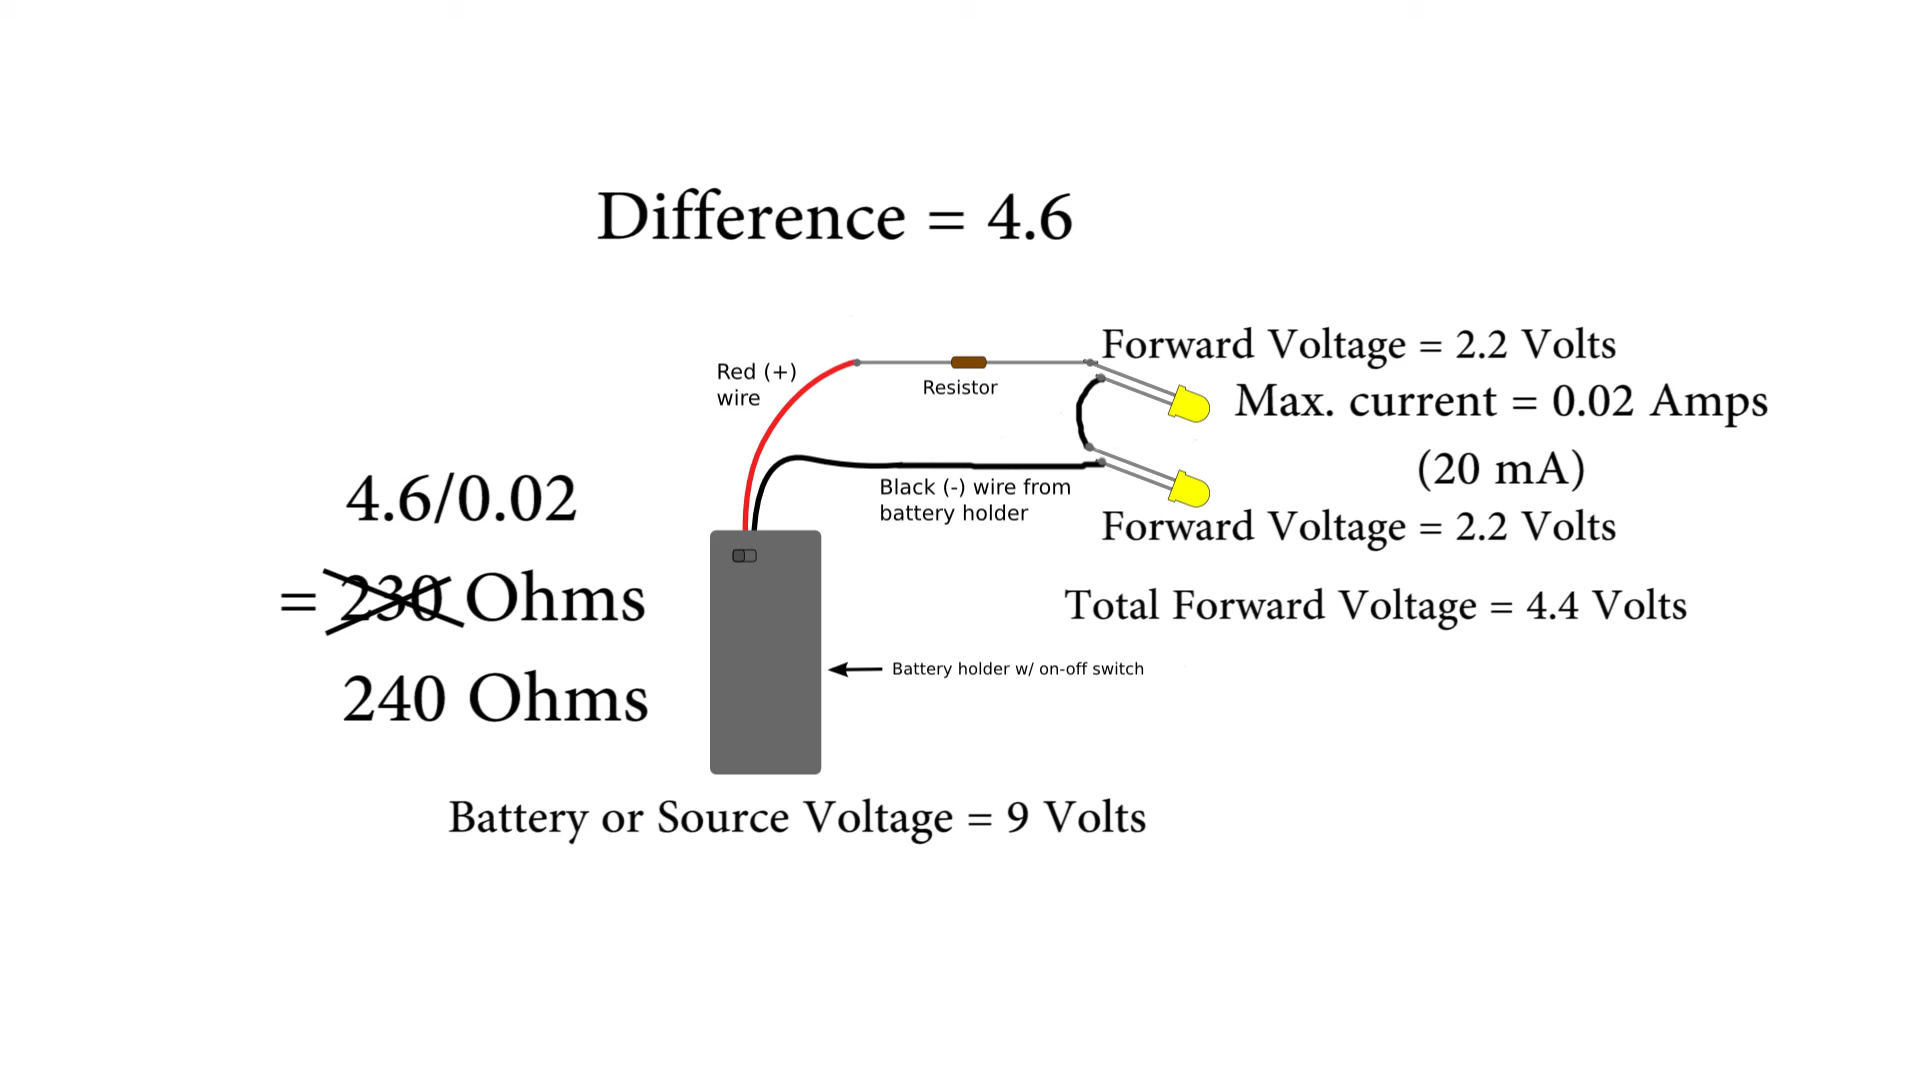 Difference = 4.6
Forward Voltage = 2.2 Volts
Red (+)
wire
Resistor
Max. current = 0.02 Amps
(20 mA)
4.6/0.02
Black (-) wire from
battery holder
Forward Voltage = 2.2 Volts
= 230 Ohms
Total Forward Voltage = 4.4 Volts
240 Ohms
Battery holder w/ on-off switch
Battery or Source Voltage = 9 Volts